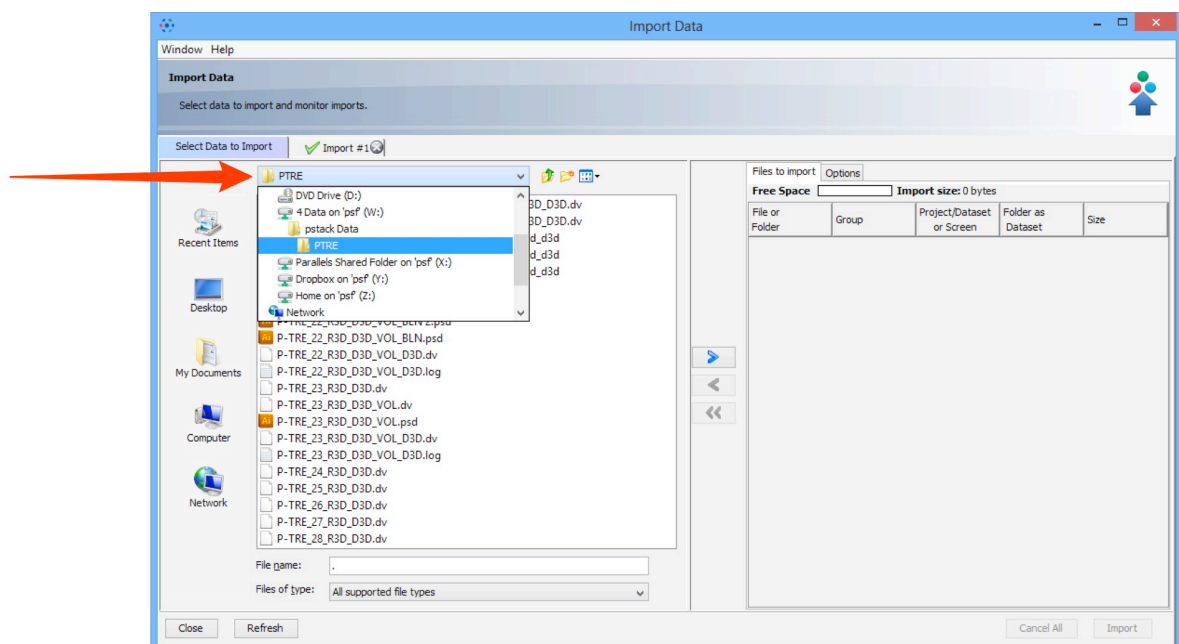 Import Data
Window Help
Import Data
Select data to import and monitor imports.
Select Data to Import
Import #1
PTRE
DVD Drive (D:)
4 Data on 'psf' (W:)
pstack Data
PTRE
Parallels Shared Folder on 'psf' (X:)
Dropbox on 'psf' (Y:)
Home on 'psf' (Z:)
Network
3D_D3D.dv
3D_D3D.dv
d_d3d
d_d3d
d_d3d
P-TRE_22_R3D_D3D_VOL_BLN 2.psd
P-TRE_22_R3D_D3D_VOL_BLN.psd
P-TRE_22_R3D_D3D_VOL_D3D.dv
P-TRE_22_R3D_D3D_VOL_D3D.log
P-TRE_23_R3D_D3D.dv
P-TRE_23_R3D_D3D_VOL.dv
P-TRE_23_R3D_D3D_VOL.psd
P-TRE_23_R3D_D3D_VOL_D3D.dv
P-TRE_23_R3D_D3D_VOL_D3D.log
P-TRE_24_R3D_D3D.dv
P-TRE_25_R3D_D3D.dv
P-TRE_26_R3D_D3D.dv
P-TRE_27_R3D_D3D.dv
P-TRE_28_R3D_D3D.dv
Recent Items
Desktop
My Documents
Computer
Network
File name: .
Files of type: All supported file types
Files to import Options
Free Space Import size: 0 bytes
File or Folder
Group
Project/Dataset or Screen
Folder as Dataset
Size
Close Refresh Cancel All Import